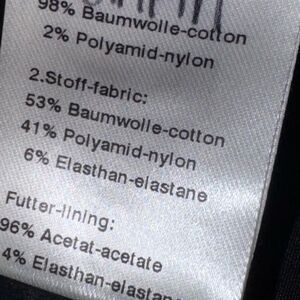 98% Baumwolle-cotton
2% Polyamid-nylon
2.Stoff-fabric:
53% Baumwolle-cotton
41% Polyamid-nylon
6% Elasthan-elastane
Futter-lining:
96% Acetat-acetate
4% Elasthan-elastane